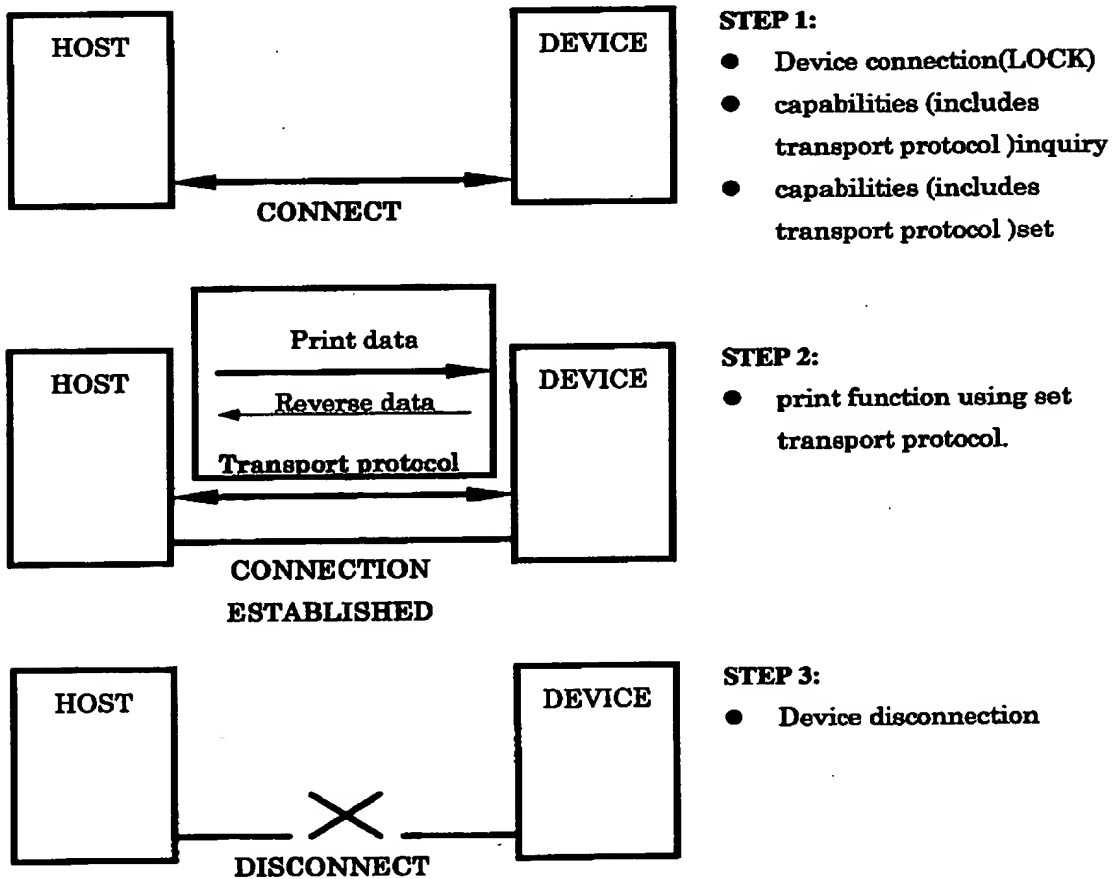 HOST
DEVICE
CONNECT
STEP 1:
● Device connection(LOCK)
● capabilities (includes
transport protocol )inquiry
● capabilities (includes
transport protocol )set
HOST
Print data
Reverse data
Transport protocol
DEVICE
CONNECTION
ESTABLISHED
STEP 2:
● print function using set
transport protocol.
HOST
DEVICE
DISCONNECT
STEP 3:
● Device disconnection